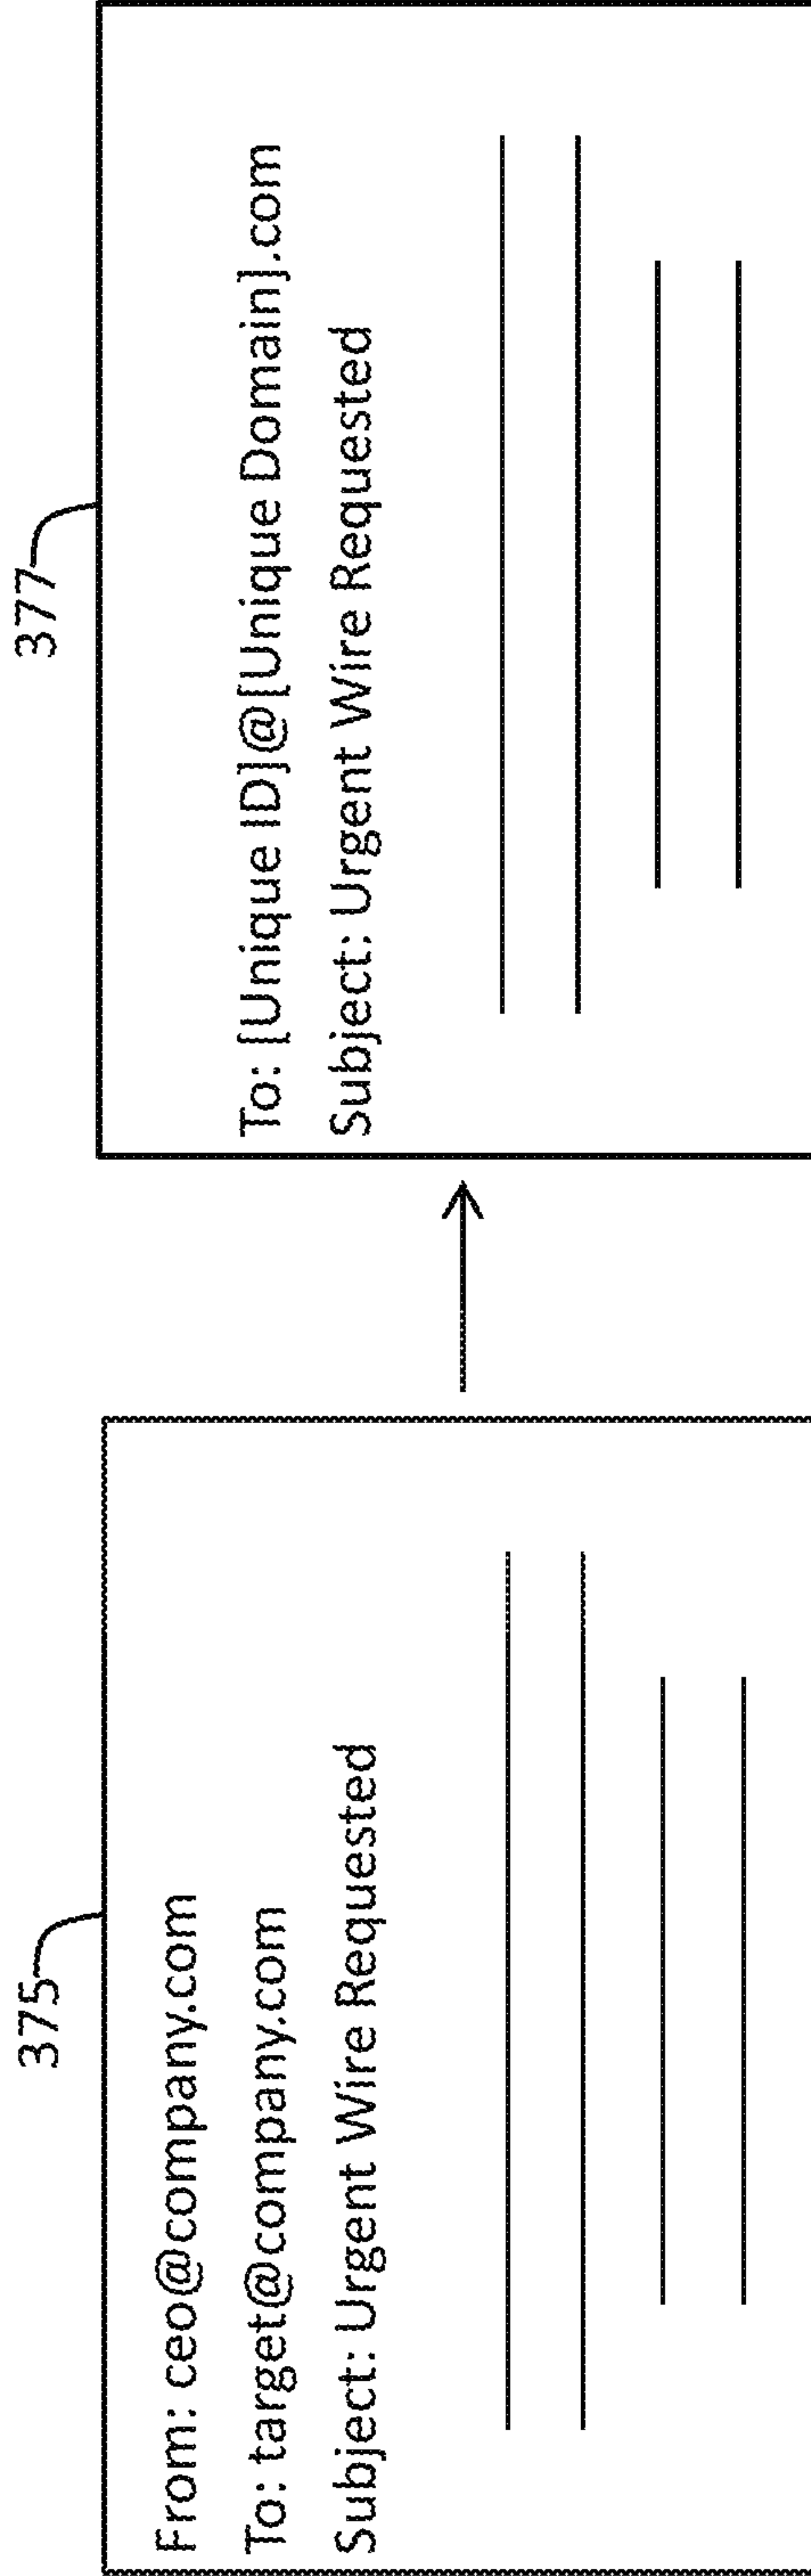 375
From: ceo@company.com
To: target@company.com
Subject: Urgent Wire Requested
377
To: [Unique ID]@[Unique Domain].com
Subject: Urgent Wire Requested